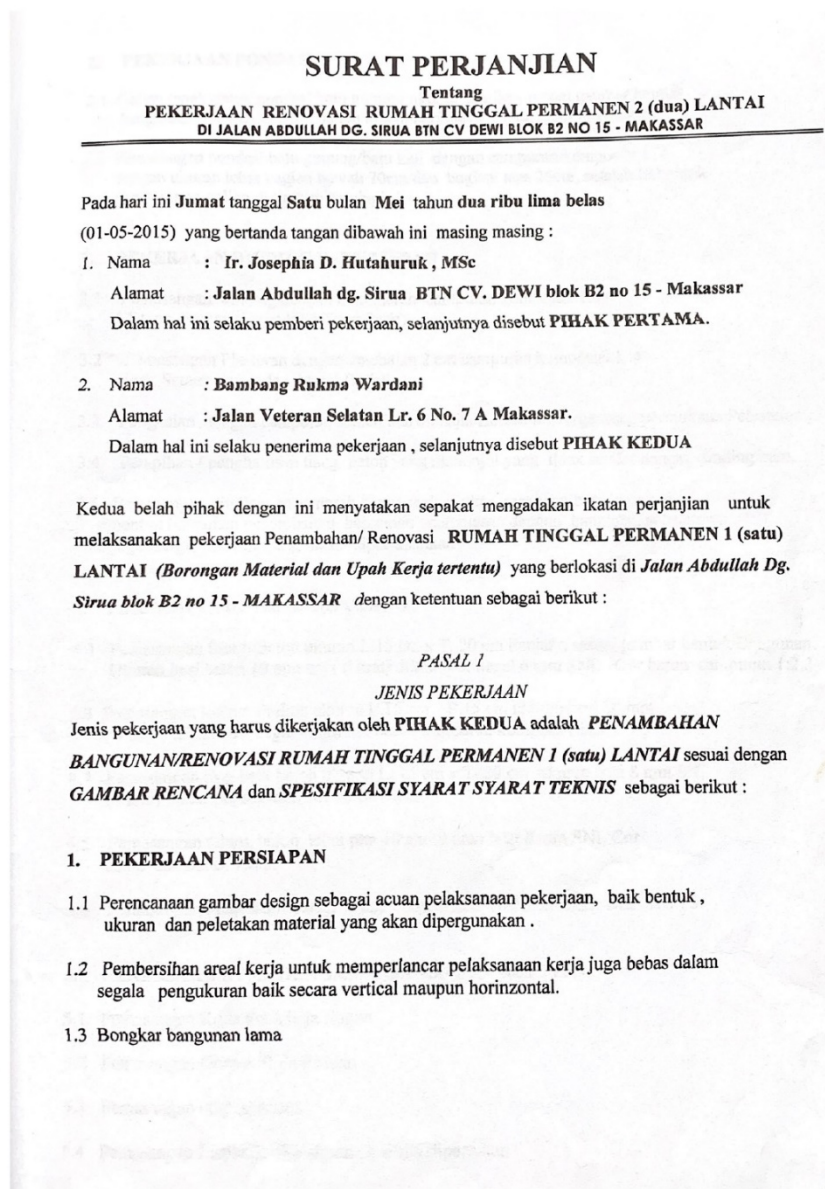 SURAT PERJANJIAN
Tentang
PEKERJAAN RENOVASI RUMAH TINGGAL PERMANEN 2 (dua) LANTAI
DI JALAN ABDULLAH DG. SIRUA BTN CV DEWI BLOK B2 NO 15 - MAKASSAR
Pada hari ini Jumat tanggal Satu bulan Mei tahun dua ribu lima belas
(01-05-2015) yang bertanda tangan dibawah ini masing masing :
1. Nama : Ir. Josephia D. Hutahuruk , MSc
Alamat : Jalan Abdullah dg. Sirua BTN CV. DEWI blok B2 no 15 - Makassar
Dalam hal ini selaku pemberi pekerjaan, selanjutnya disebut PIHAK PERTAMA.
2. Nama : Bambang Rukma Wardani
Alamat : Jalan Veteran Selatan Lr. 6 No. 7 A Makassar.
Dalam hal ini selaku penerima pekerjaan , selanjutnya disebut PIHAK KEDUA
Kedua belah pihak dengan ini menyatakan sepakat mengadakan ikatan perjanjian untuk
melaksanakan pekerjaan Penambahan/ Renovasi RUMAH TINGGAL PERMANEN 1 (satu)
LANTAI (Borongan Material dan Upah Kerja tertentu) yang berlokasi di Jalan Abdullah Dg.
Sirua blok B2 no 15 - MAKASSAR dengan ketentuan sebagai berikut :
PASAL 1
JENIS PEKERJAAN
Jenis pekerjaan yang harus dikerjakan oleh PIHAK KEDUA adalah PENAMBAHAN
BANGUNAN/RENOVASI RUMAH TINGGAL PERMANEN 1 (satu) LANTAI sesuai dengan
GAMBAR RENCANA dan SPESIFIKASI SYARAT SYARAT TEKNIS sebagai berikut :
1. PEKERJAAN PERSIAPAN
1.1 Perencanaan gambar design sebagai acuan pelaksanaan pekerjaan, baik bentuk ,
ukuran dan peletakan material yang akan dipergunakan .
1.2 Pembersihan areal kerja untuk memperlancar pelaksanaan kerja juga bebas dalam
segala pengukuran baik secara vertical maupun horinzontal.
1.3 Bongkar bangunan lama